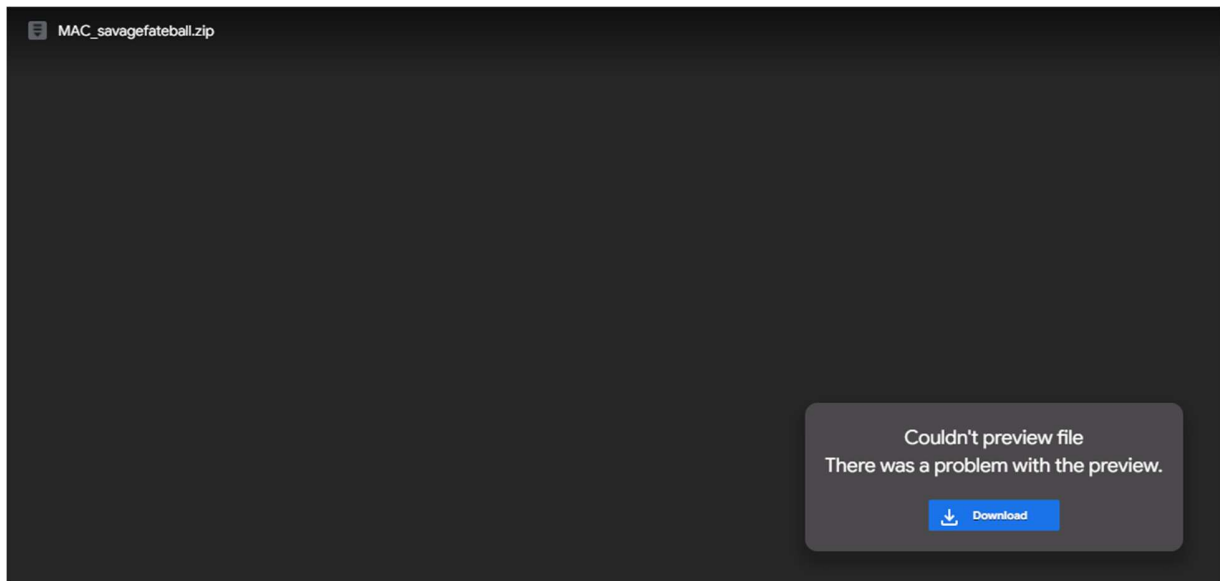 MAC_savagefateball.zip
Couldn't preview file
There was a problem with the preview.
Download